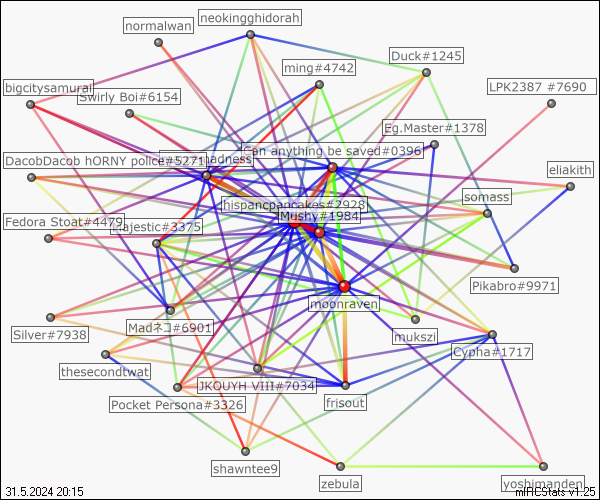 neokingghidorah
normalwan
Duck#1245
ming#4742
bigcitysamurai
Swirly Boi#6154
LPK2387 #7690
Eg.Master#1378
Can anything be saved#0396
DacobDacob hORNY police#5271
madness
eliakith
somass
hispancpancakes#2928
Mushy#1984
Fedora Stoat#4479
majestic#3375
Pikabro#9971
moonraven
Silver#7938
Madネコ#6901
mukszi
Cypha#1717
thesecondtwat
JKOUYH VIII#7034
Pocket Persona#3326
frisout
shawntee9
zebula
yoshimanden
31.5.2024 20:15
mIRCStats v1.25